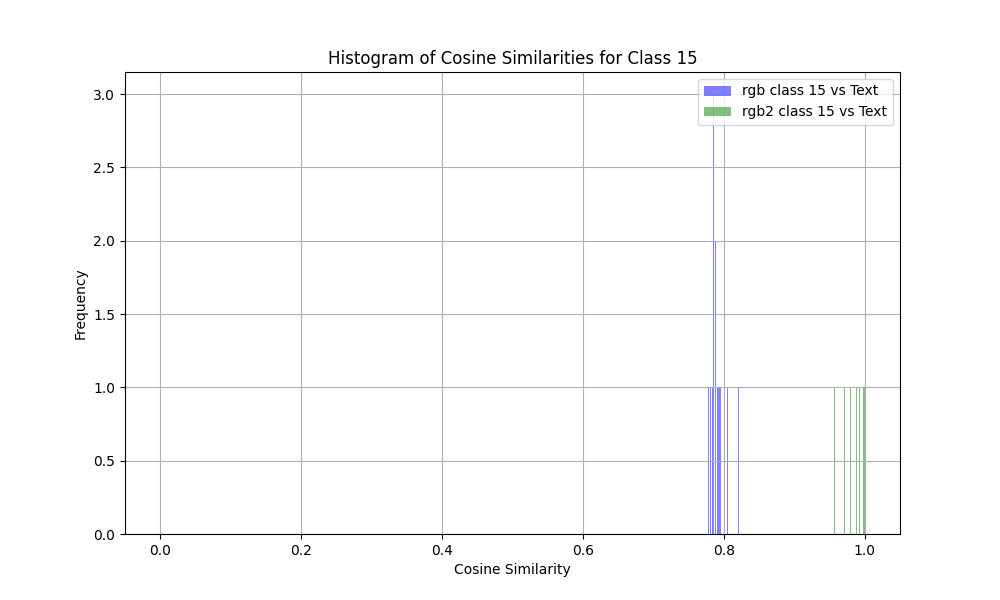 Histogram of Cosine Similarities for Class 15
rgb class 15 vs Text
rgb2 class 15 vs Text
3.0
2.5
2.0
1.5
1.0
0.5
0.0
Frequency
0.0 0.2 0.4 0.6 0.8 1.0
Cosine Similarity